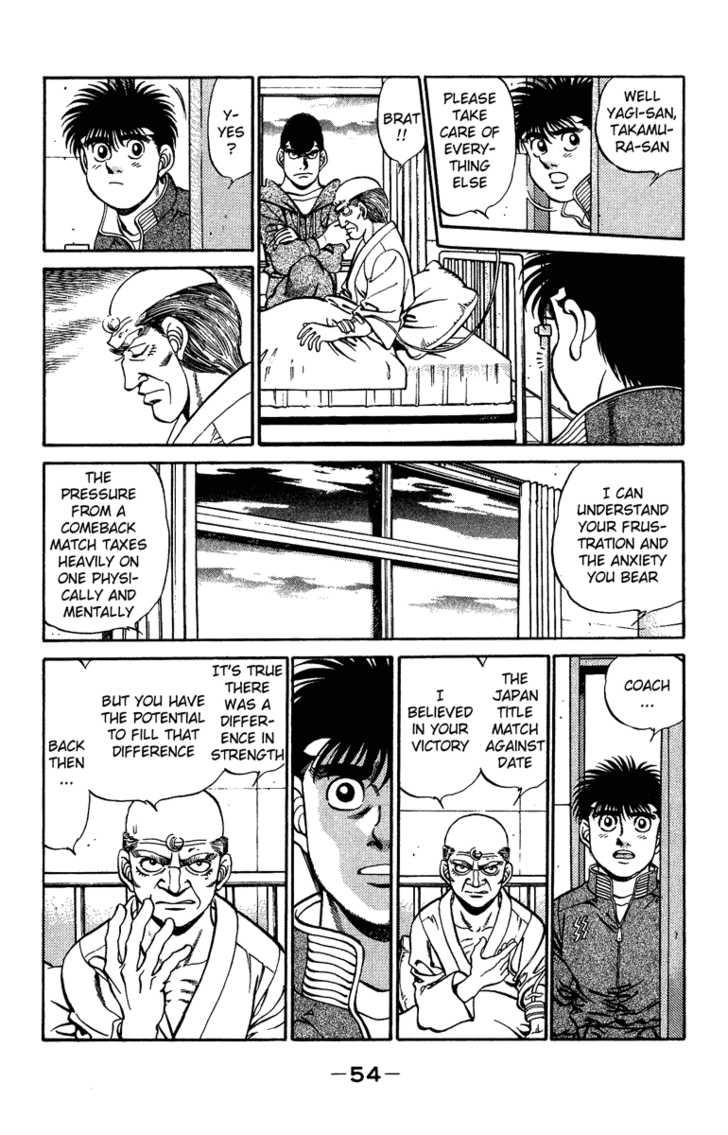 WELL
YAGI-SAN,
TAKAMU-
RA-SAN
PLEASE
TAKE
CARE OF
EVERY-
THING
ELSE
BRAT
!!
Y-
YES
?
I CAN
UNDERSTAND
YOUR FRUS-
TRATION AND
THE ANXIETY
YOU BEAR
THE
PRESSURE
FROM A
COMEBACK
MATCH TAXES
HEAVILY ON
ONE PHYSI-
CALLY AND
MENTALLY
COACH
...
THE
JAPAN
TITLE
MATCH
AGAINST
DATE
I
BELIEVED
IN YOUR
VICTORY
IT'S TRUE
THERE
WAS A
DIFFER-
ENCE IN
STRENGTH
BUT YOU HAVE
THE POTENTIAL
TO FILL THAT
DIFFERENCE
BACK
THEN
...
-54-